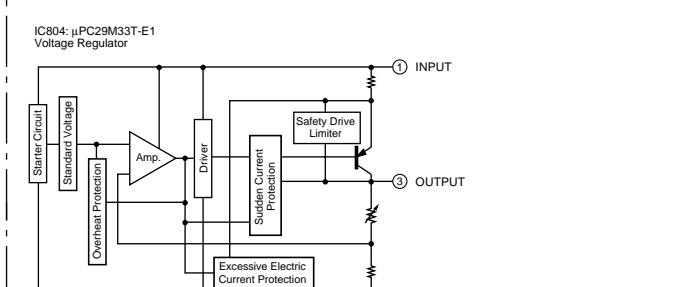 IC804: µPC29M33T-E1
Voltage Regulator
1 INPUT
Starter Circuit
Standard Voltage
Overheat Protection
Amp.
Driver
Sudden Current
Protection
Safety Drive
Limiter
3 OUTPUT
Excessive Electric
Current Protection